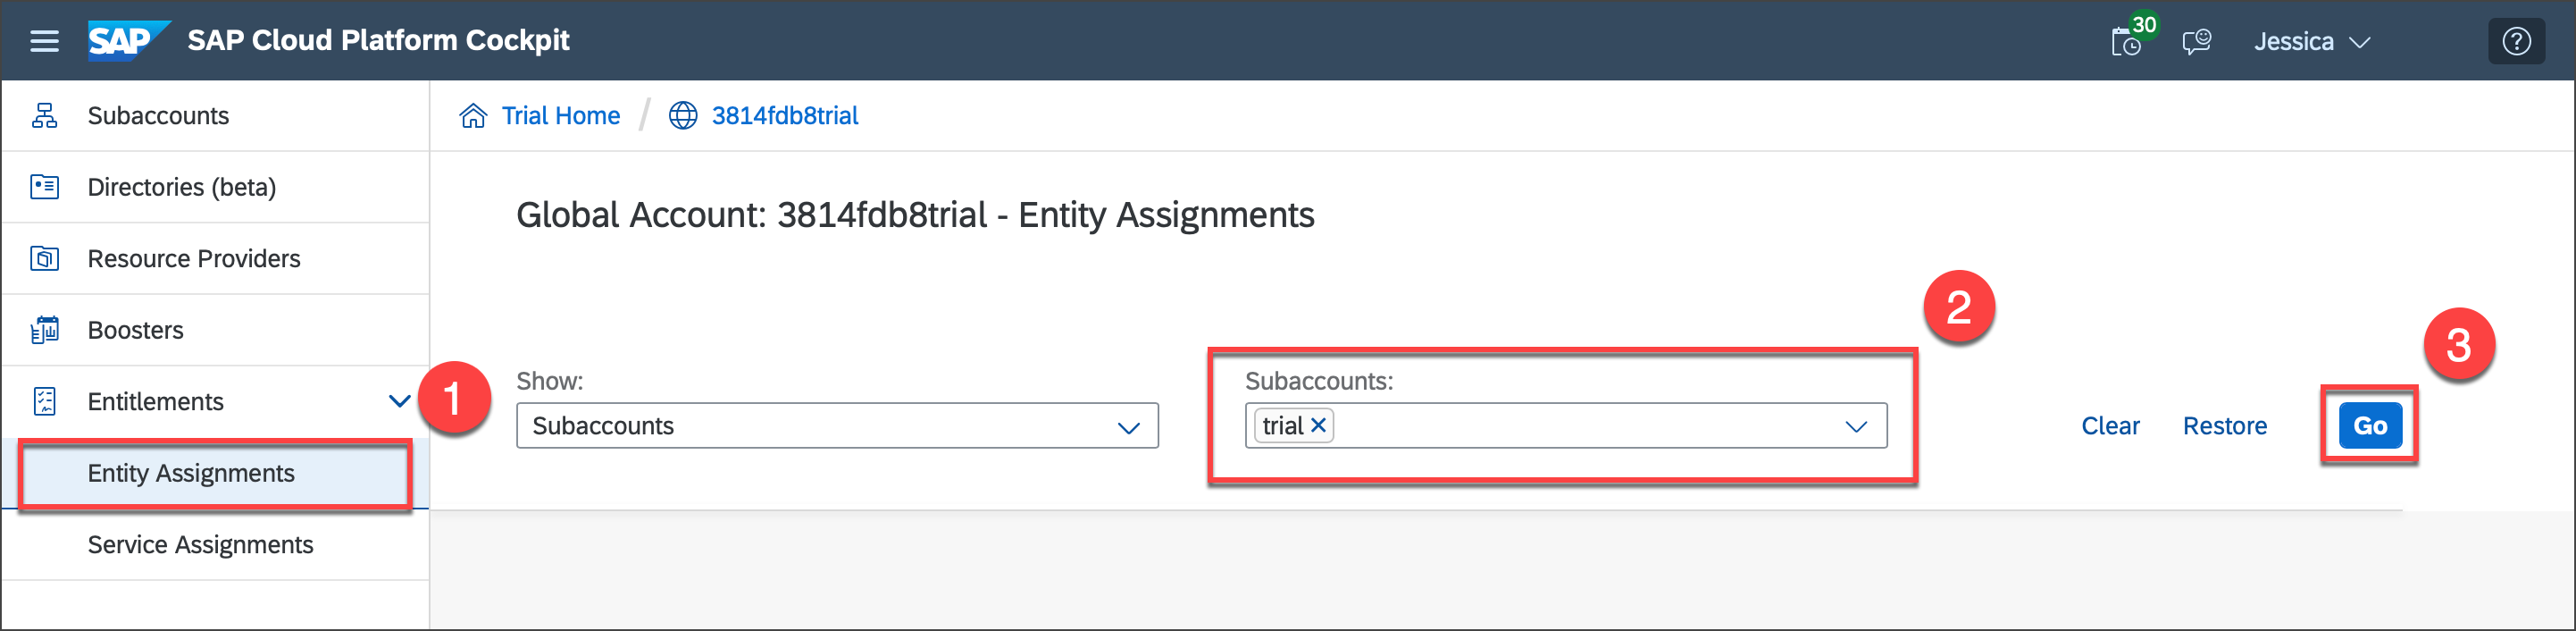 SAP SAP Cloud Platform Cockpit 30 Jessica ?
Subaccounts
Directories (beta)
Resource Providers
Boosters
Entitlements
Entity Assignments
Service Assignments
Trial Home / 3814fdb8trial
Global Account: 3814fdb8trial - Entity Assignments
1
Show:
Subaccounts
2
Subaccounts:
trial
Clear Restore Go
3